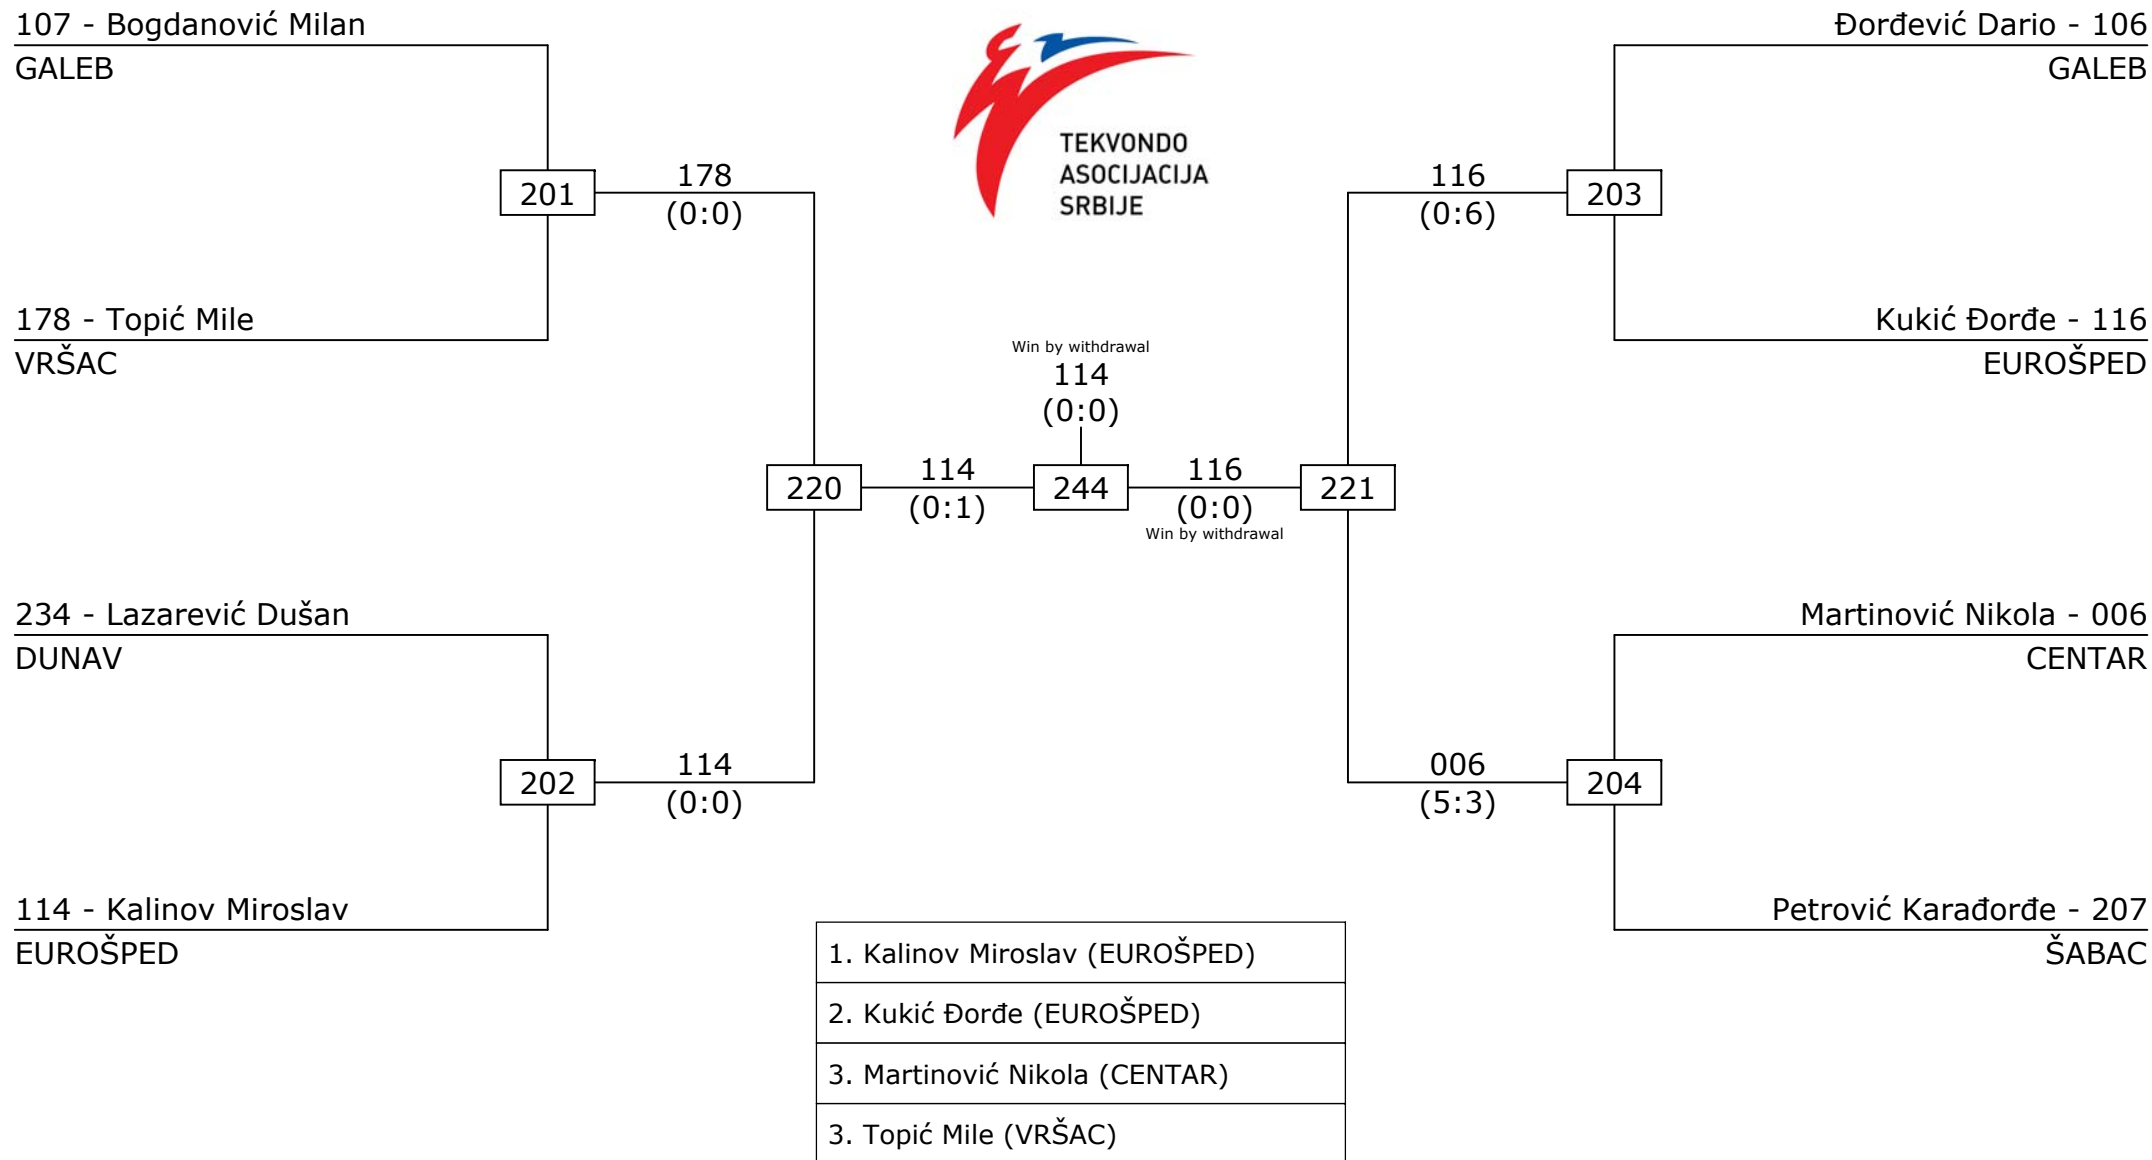 107 - Bogdanović Milan
GALEB
Đorđević Dario - 106
GALEB
TEKVONDO
ASOCIJACIJA
SRBIJE
201
178
(0:0)
116
(0:6)
203
178 - Topić Mile
VRŠAC
Kukić Đorđe - 116
EUROŠPED
Win by withdrawal
114
(0:0)
220
114
(0:1)
244
116
(0:0)
Win by withdrawal
221
234 - Lazarević Dušan
DUNAV
Martinović Nikola - 006
CENTAR
202
114
(0:0)
006
(5:3)
204
114 - Kalinov Miroslav
EUROŠPED
Petrović Karađorđe - 207
ŠABAC
1. Kalinov Miroslav (EUROŠPED)
2. Kukić Đorđe (EUROŠPED)
3. Martinović Nikola (CENTAR)
3. Topić Mile (VRŠAC)